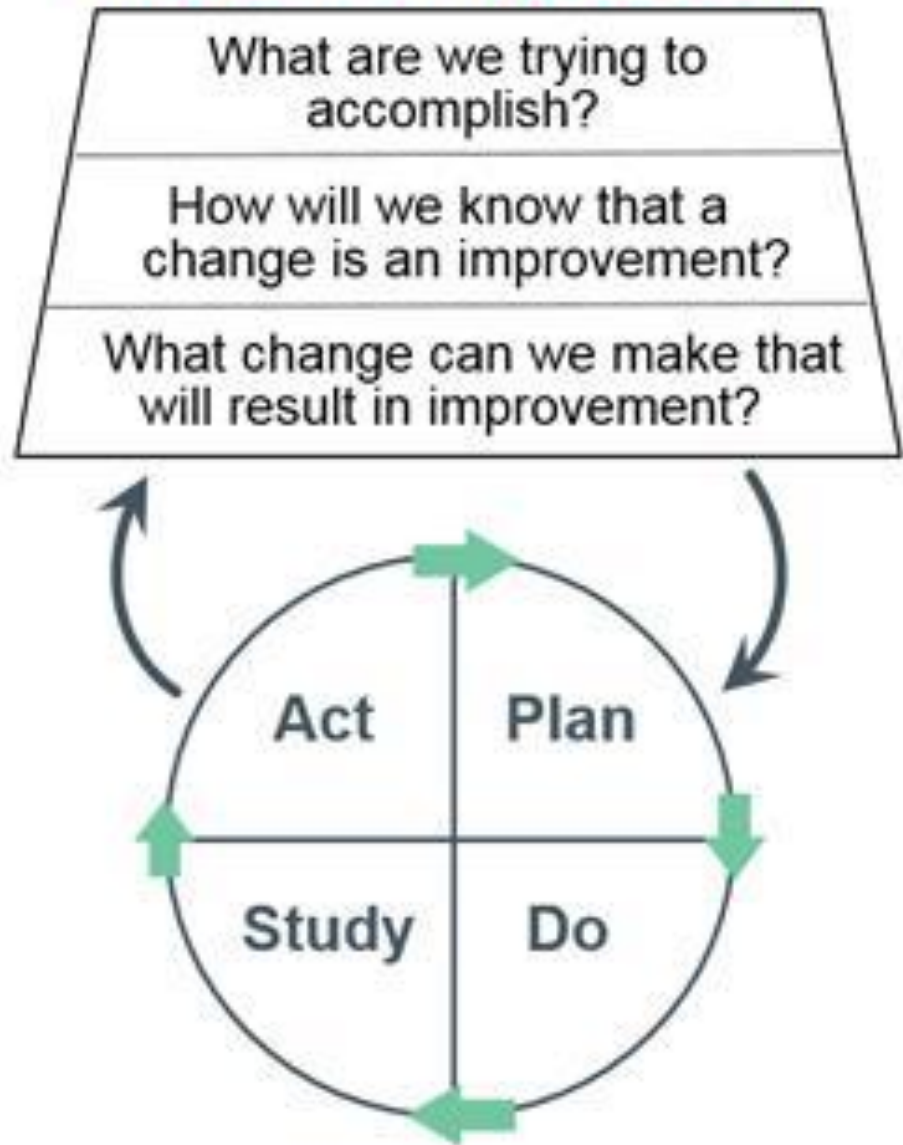 What are we trying to
accomplish?
How will we know that a
change is an improvement?
What change can we make that
will result in improvement?
Act
Plan
Study
Do